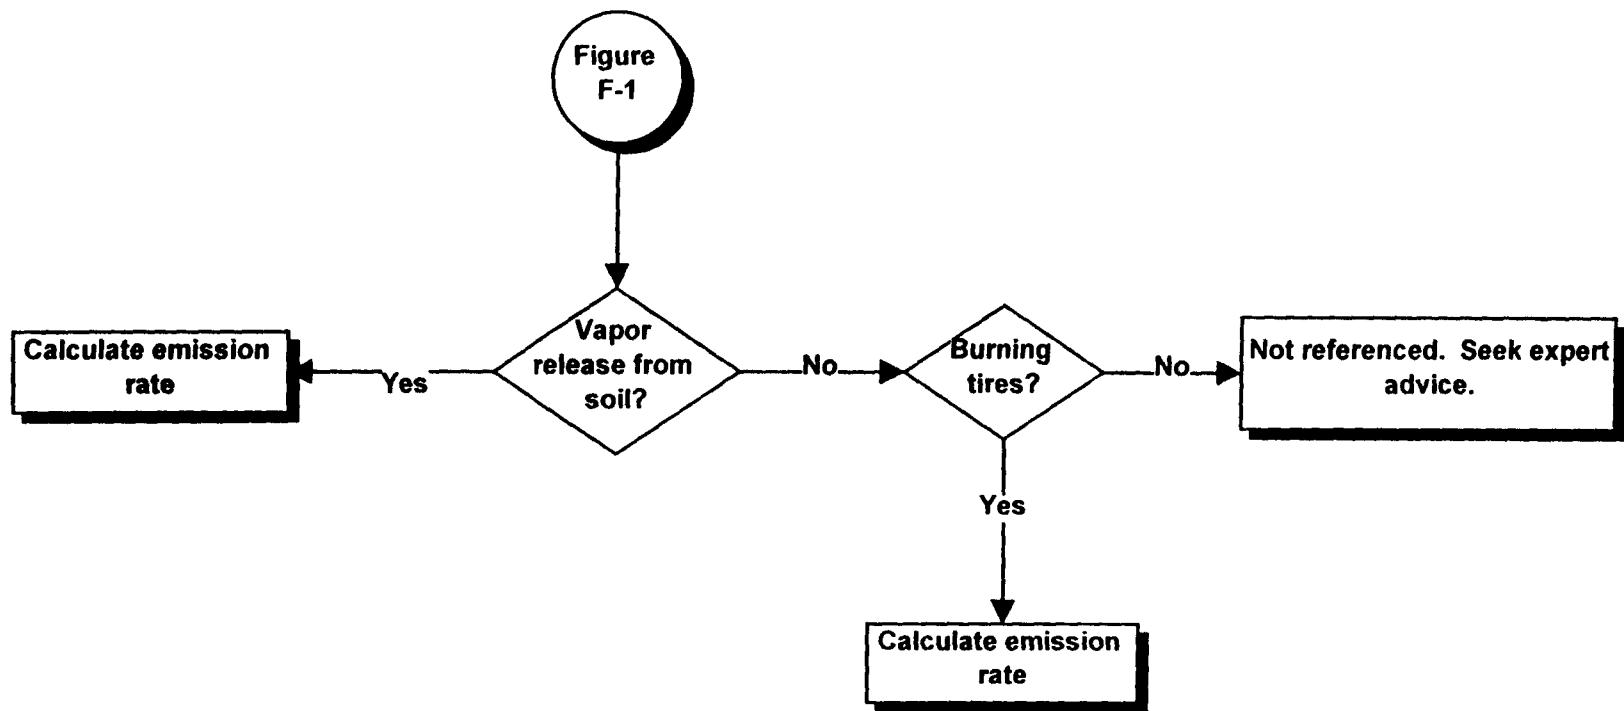 Figure
F-1
Vapor
release from
soil?
Yes
Calculate emission
rate
No
Burning
tires?
No
Not referenced.  Seek expert
advice.
Yes
Calculate emission
rate